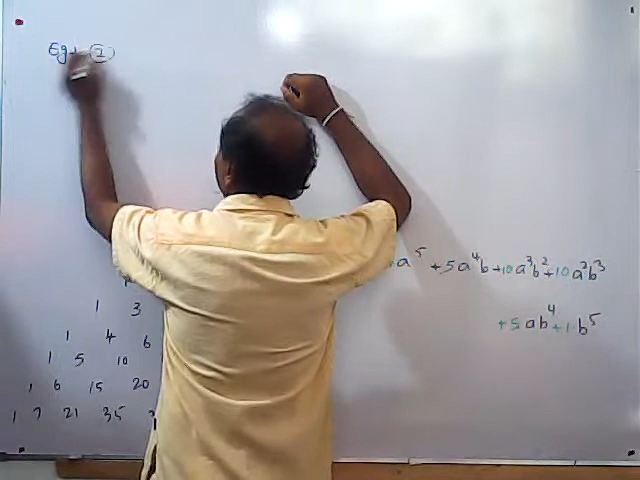 Eg:- ①
a⁵ + 5a⁴b + 10a³b² + 10a²b³
+ 5ab⁴ + 1b⁵
1 3
1 4 6
1 5 10
1 6 15 20
1 7 21 35